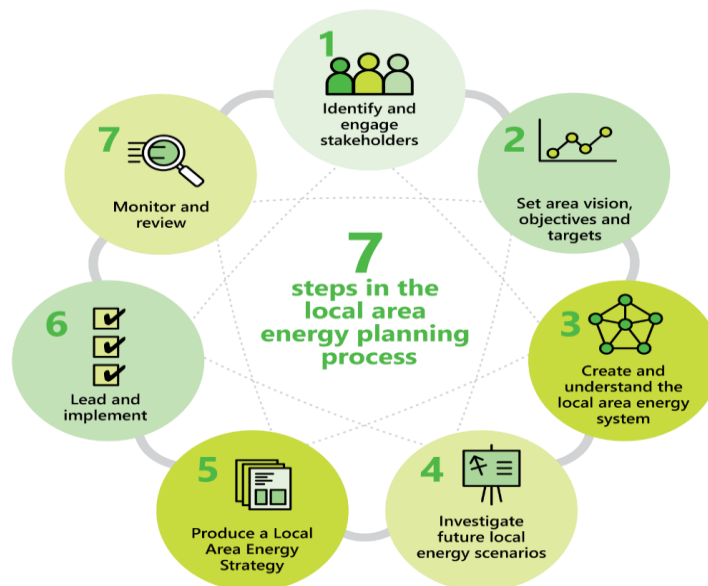 1
Identify and
engage
stakeholders
2
Set area vision,
objectives and
targets
3
Create and
understand the
local area energy
system
4
Investigate
future local
energy scenarios
5
Produce a Local
Area Energy
Strategy
6
Lead and
implement
7
Monitor and
review
7
steps in the
local area
energy planning
process